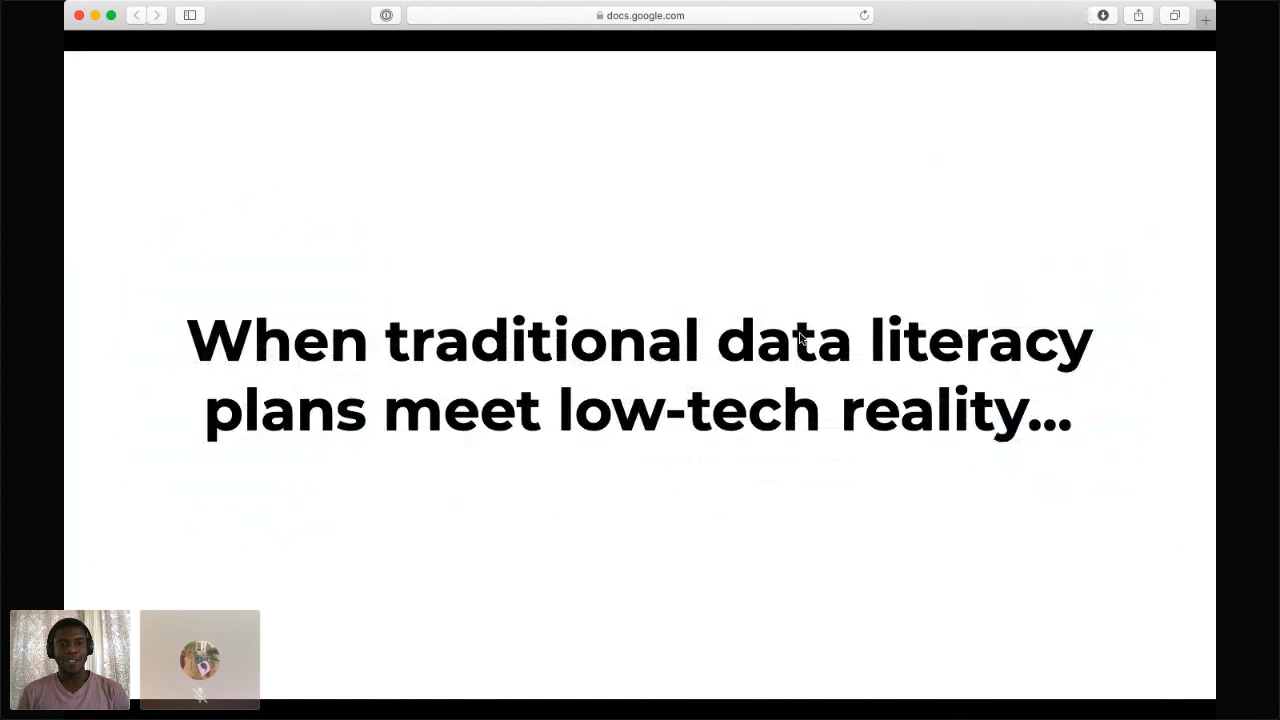 docs.google.com
When traditional data literacy
plans meet low-tech reality...